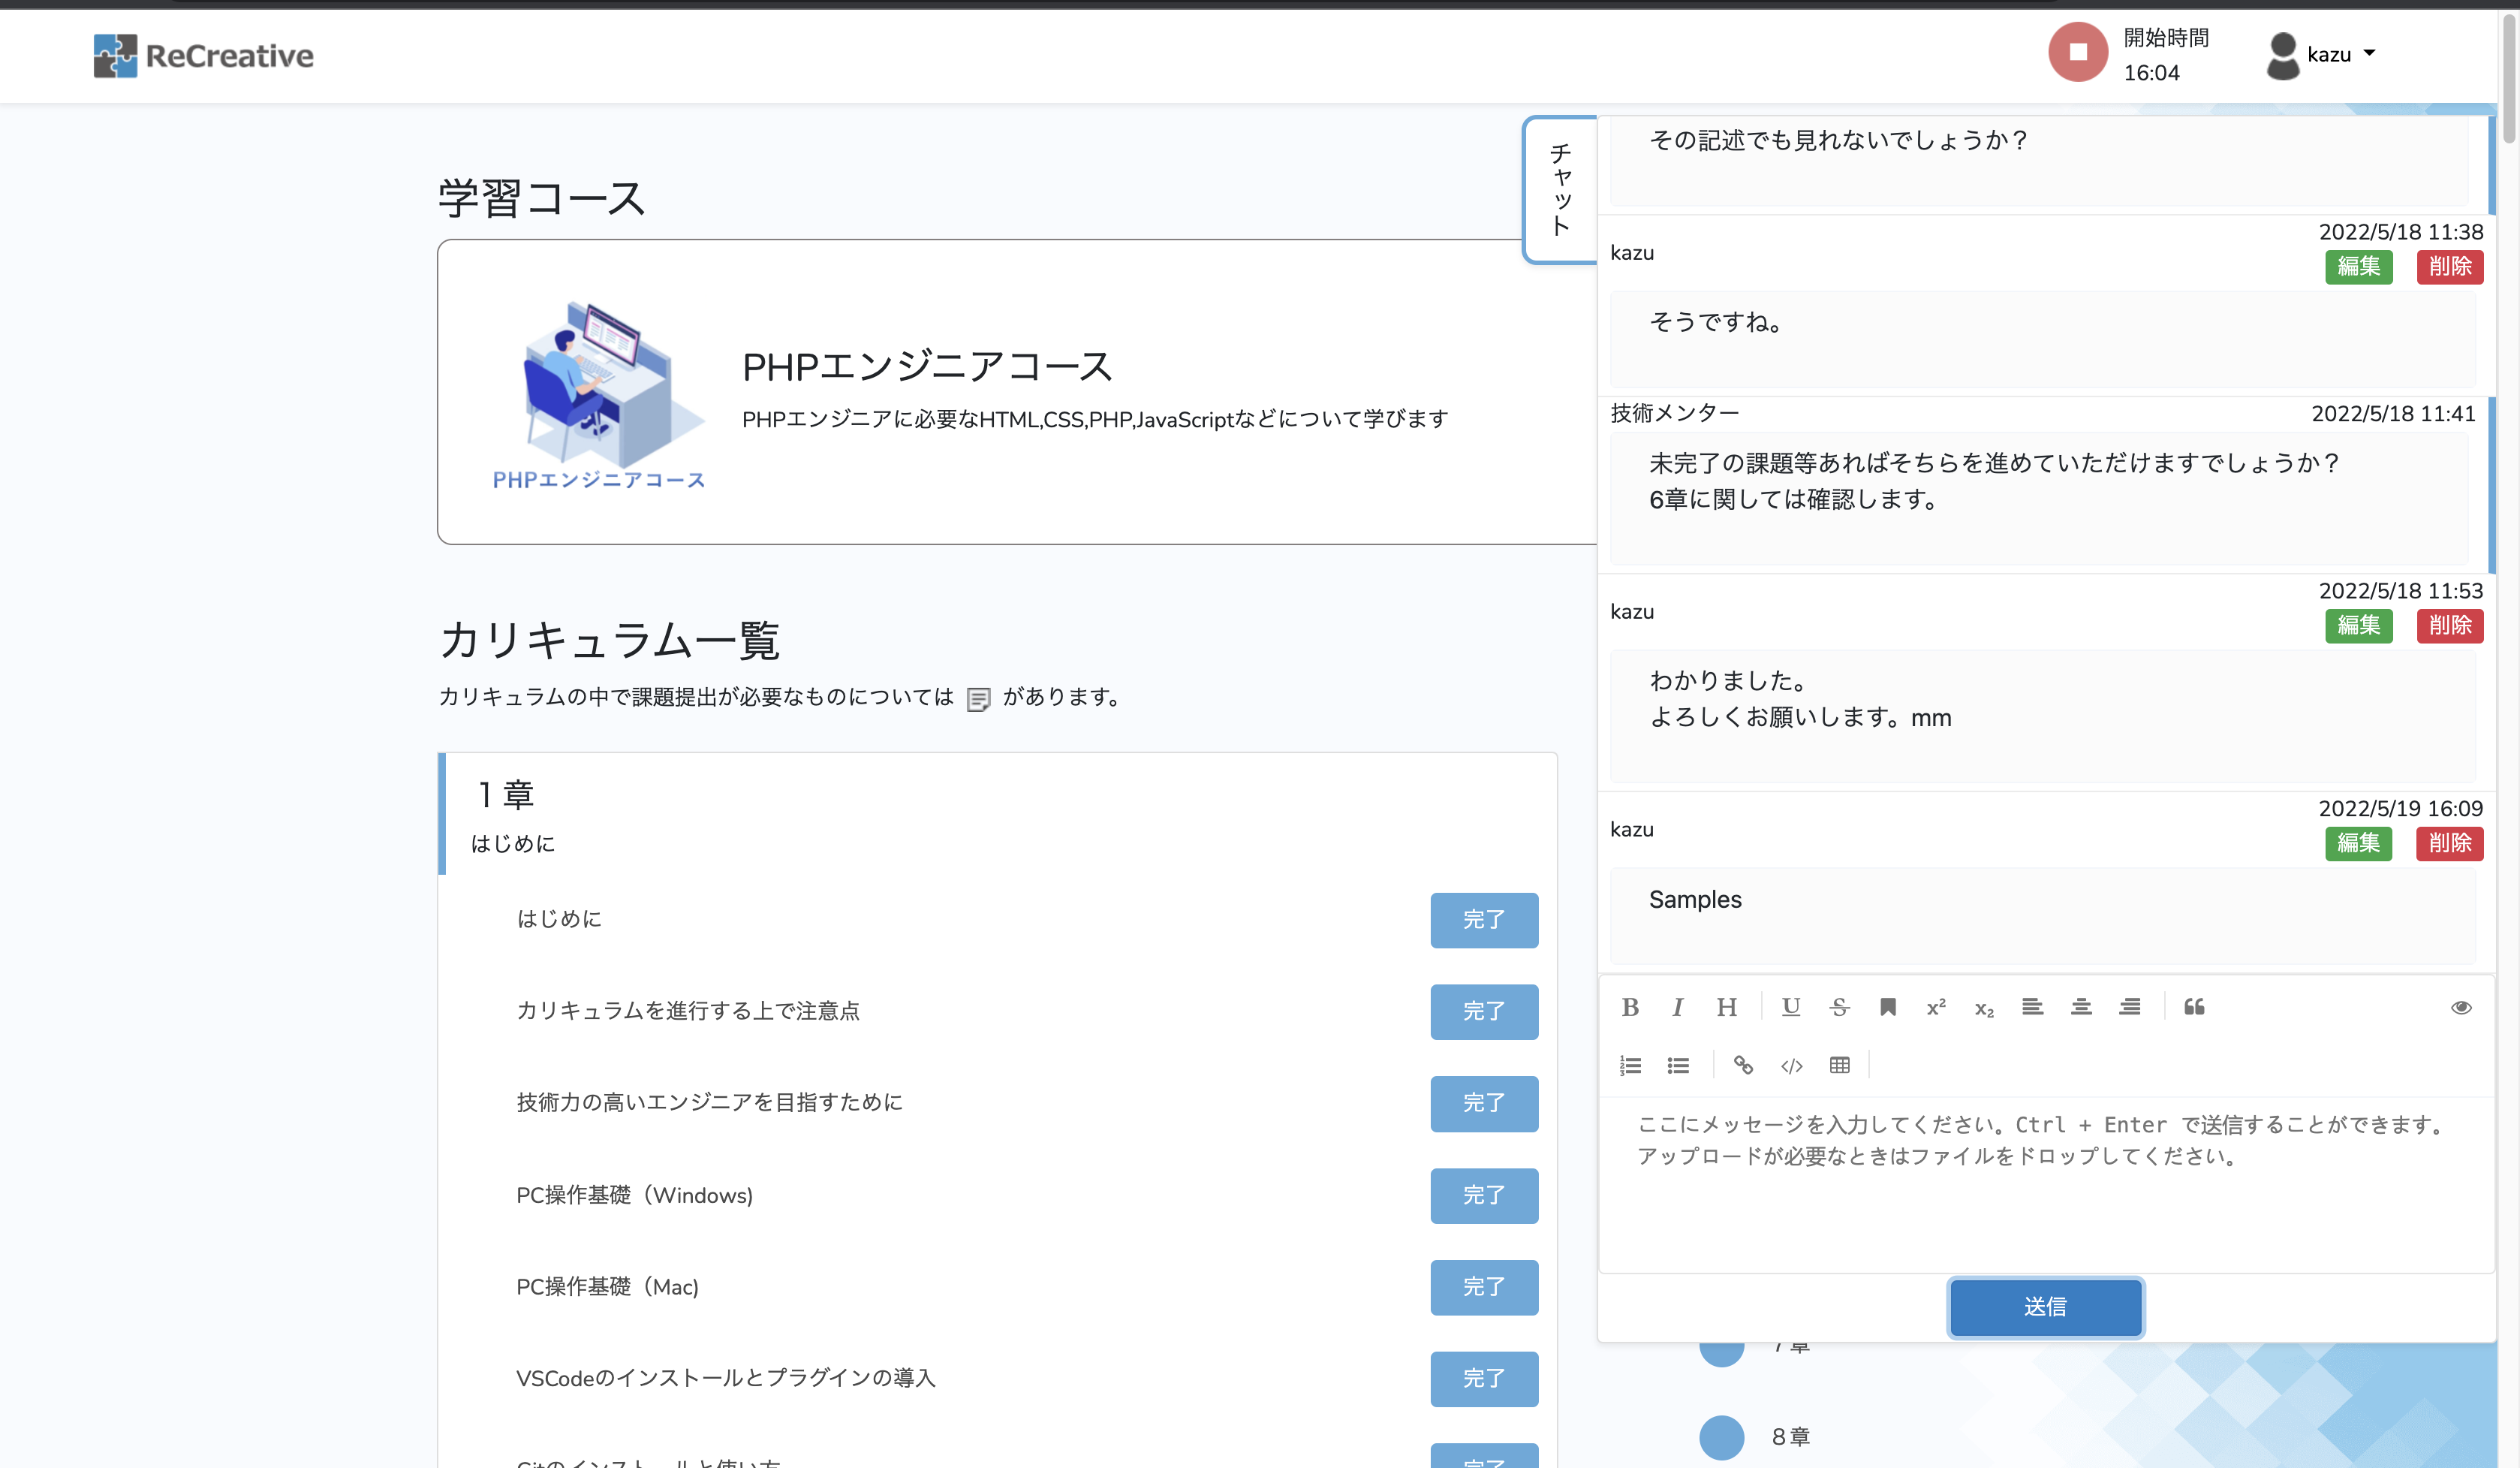 ReCreative
開始時間
16:04
kazu
学習コース
PHPエンジニアコース
PHPエンジニアコース
PHPエンジニアに必要なHTML,CSS,PHP,JavaScriptなどについて学びます
カリキュラム一覧
カリキュラムの中で課題提出が必要なものについては があります。
1 章
はじめに
はじめに
完了
カリキュラムを進行する上で注意点
完了
技術力の高いエンジニアを目指すために
完了
PC操作基礎（Windows)
完了
PC操作基礎（Mac)
完了
VSCodeのインストールとプラグインの導入
完了
Gitのインストールと使い方
完了
チャット
その記述でも見れないでしょうか？
2022/5/18 11:38
kazu
編集 削除
そうですね。
技術メンター 2022/5/18 11:41
未完了の課題等あればそちらを進めていただけますでしょうか？
6章に関しては確認します。
2022/5/18 11:53
kazu
編集 削除
わかりました。
よろしくお願いします。mm
2022/5/19 16:09
kazu
編集 削除
Samples
ここにメッセージを入力してください。Ctrl + Enter で送信することができます。
アップロードが必要なときはファイルをドロップしてください。
送信
7 章
8 章